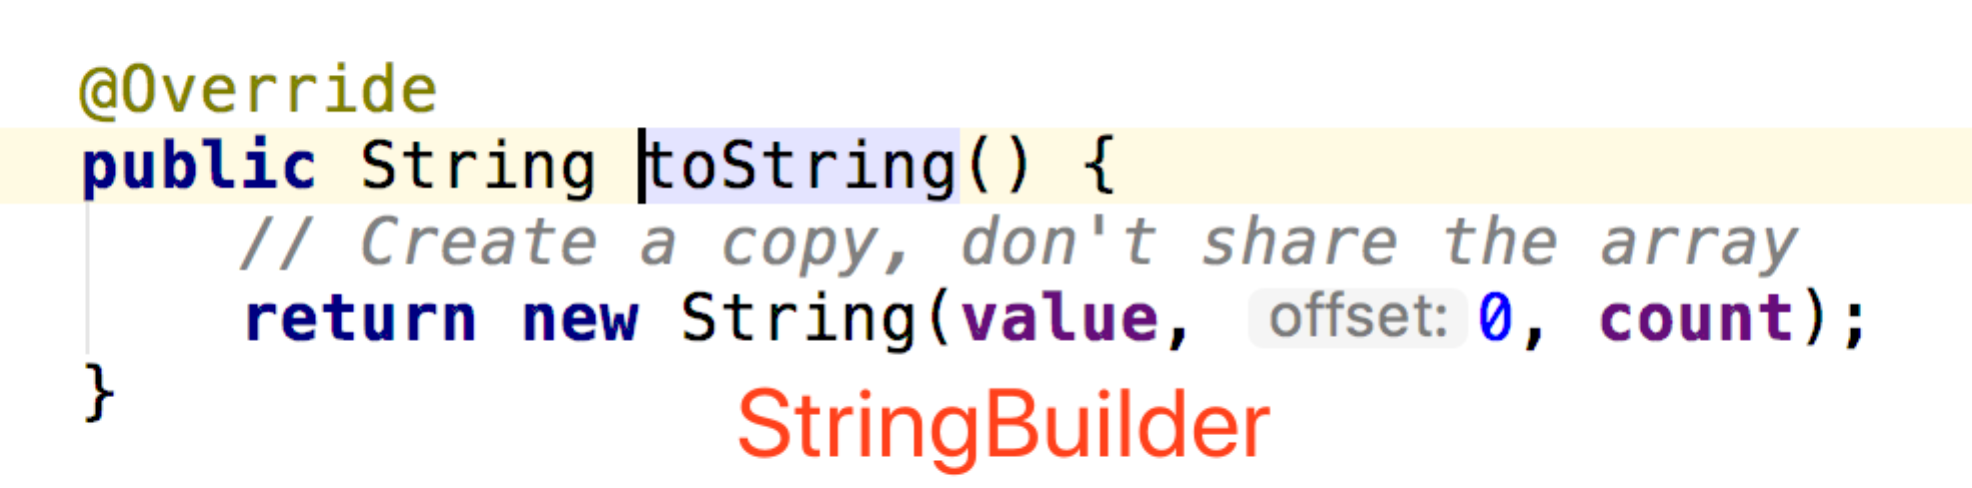 @Override
public String toString() {
// Create a copy, don't share the array
return new String(value, offset: 0, count);
}
StringBuilder